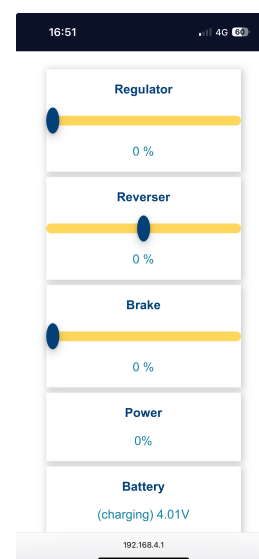 16:51 4G 60
Regulator
0 %
Reverser
0 %
Brake
0 %
Power
0%
Battery
(charging) 4.01V
192.168.4.1